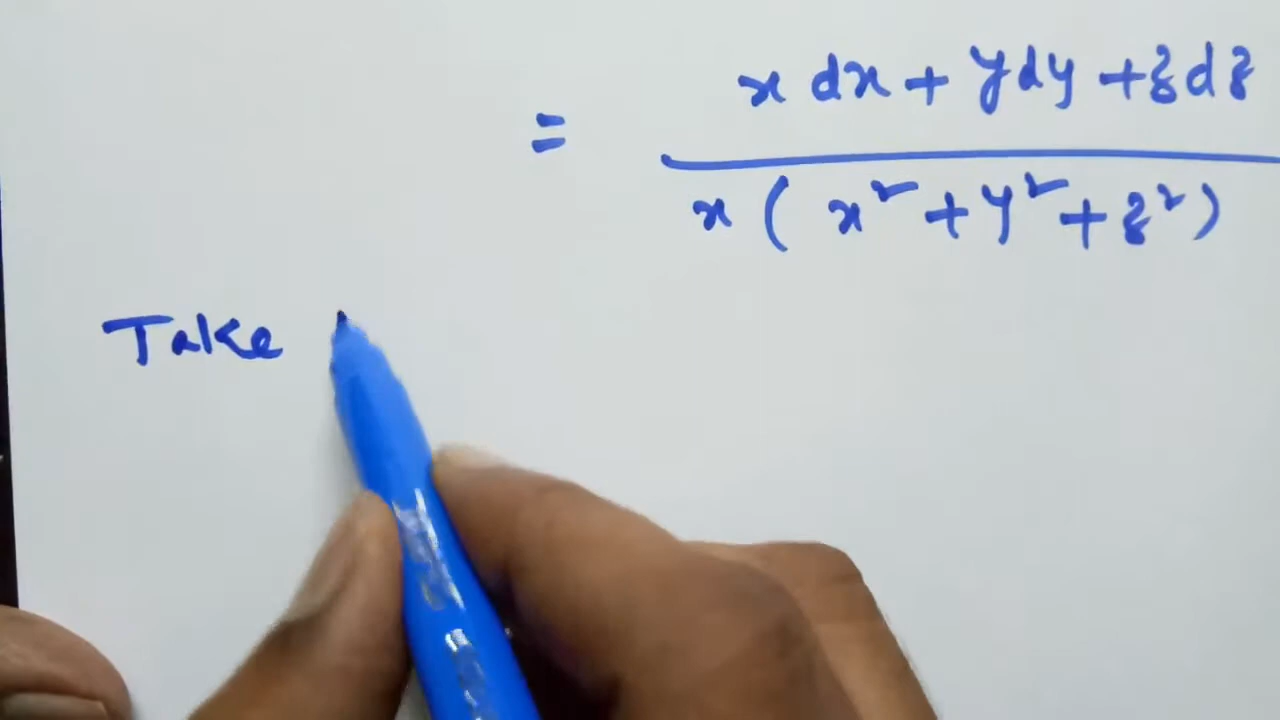 = x dx + y dy + z dz
x ( x² + y² + z² )
Take